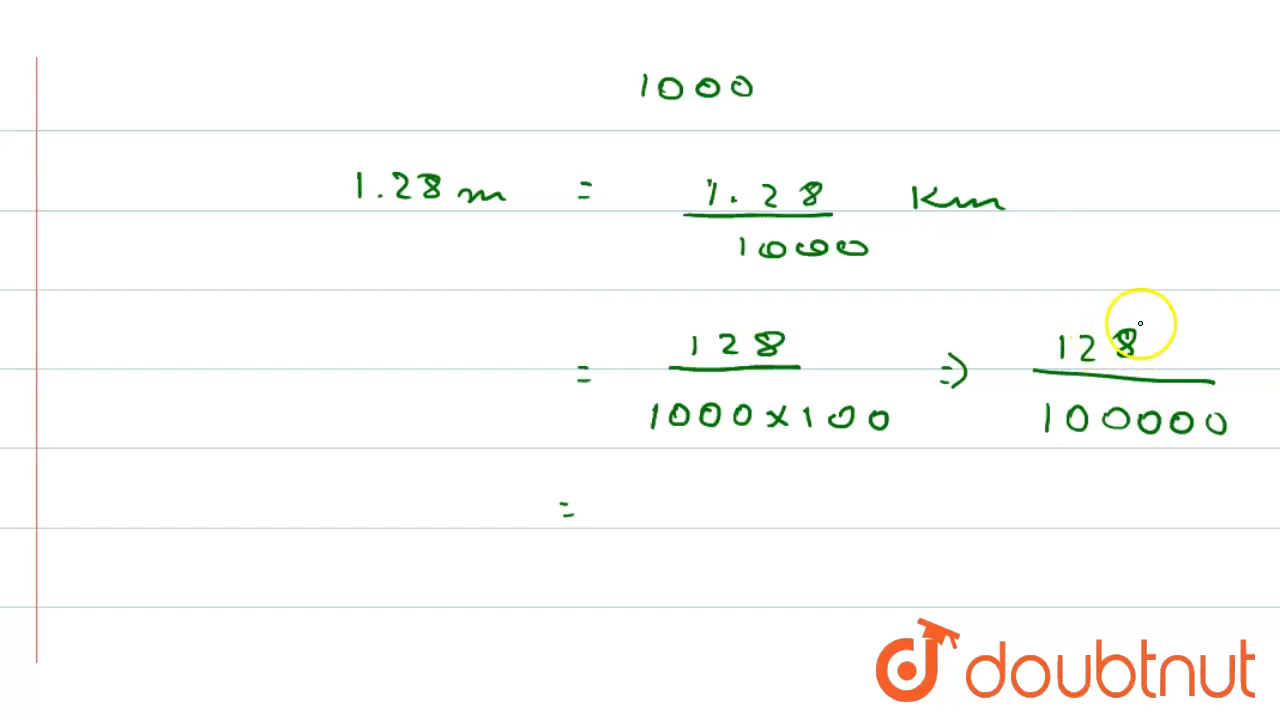 1000
1.28 m = 1.28 Km
1000
= 128 => 128
1000 x 100 100000
=
doubtnut